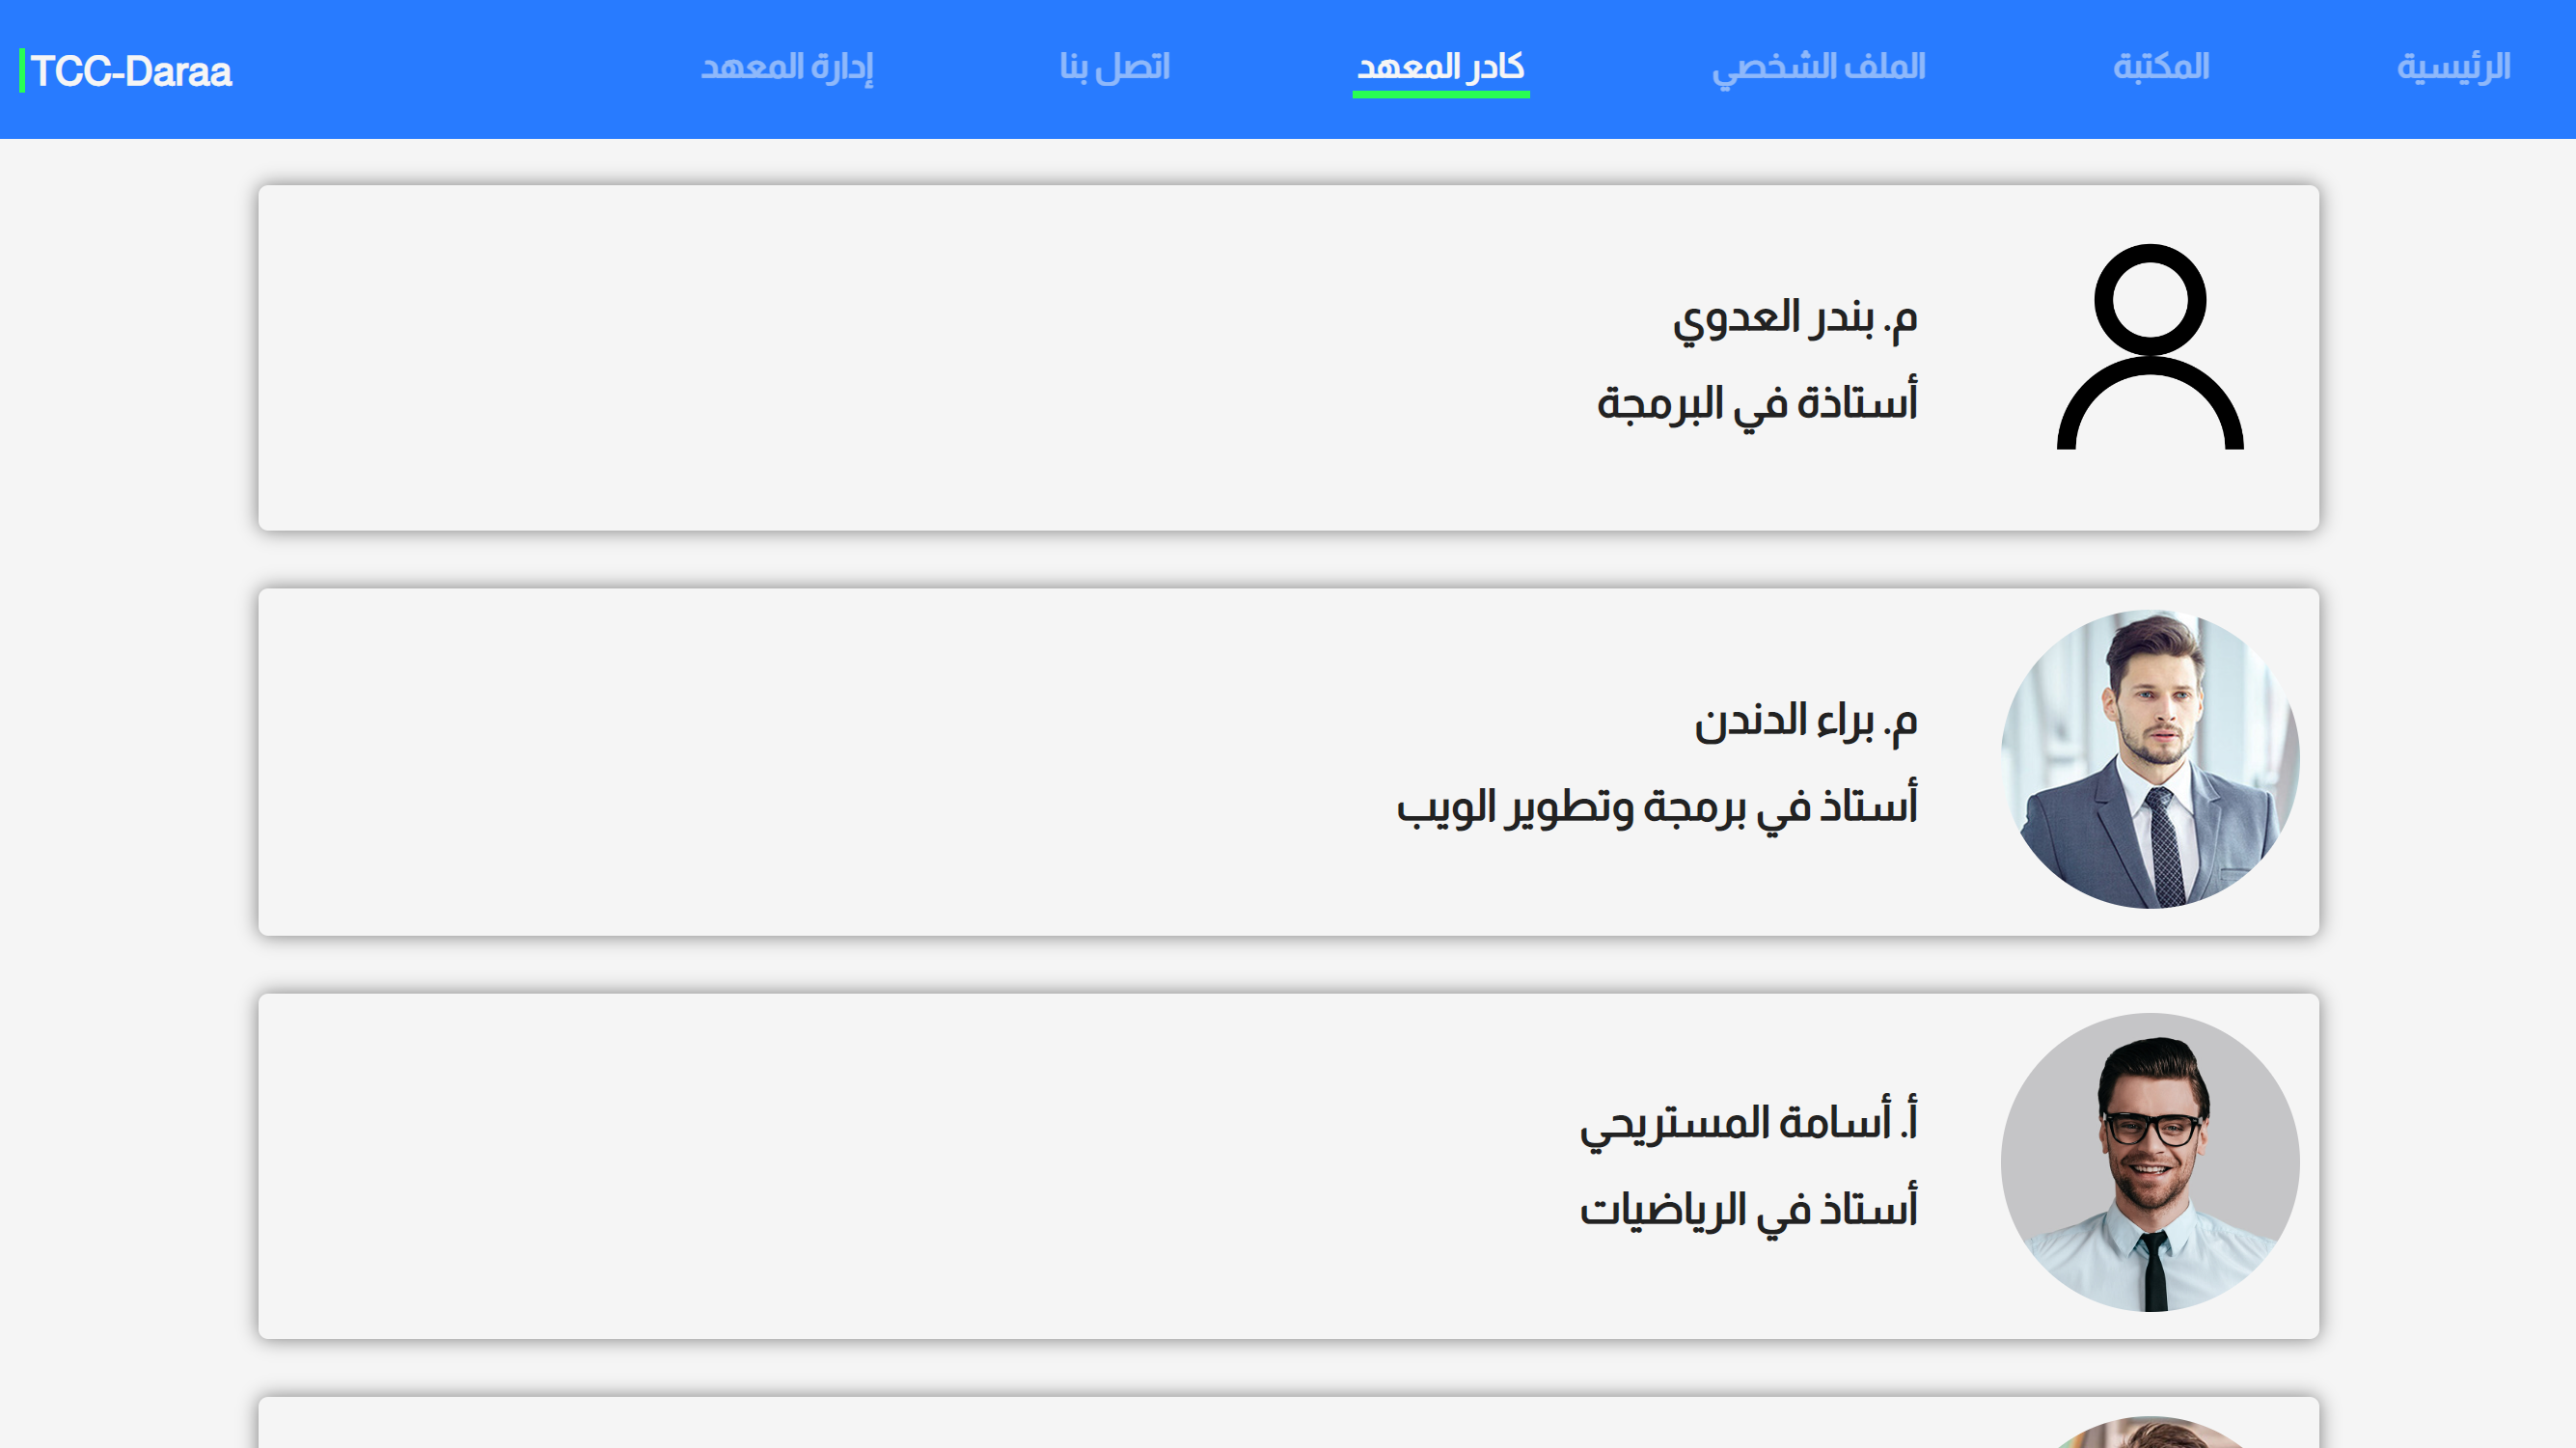 الرئيسية
المكتبة
الملف الشخصي
كادر المعهد
اتصل بنا
إدارة المعهد
TCC-Daraa
م. بندر العدوي
أستاذة في البرمجة
م. براء الدندن
أستاذ في برمجة وتطوير الويب
أ. أسامة المستريحي
أستاذ في الرياضيات